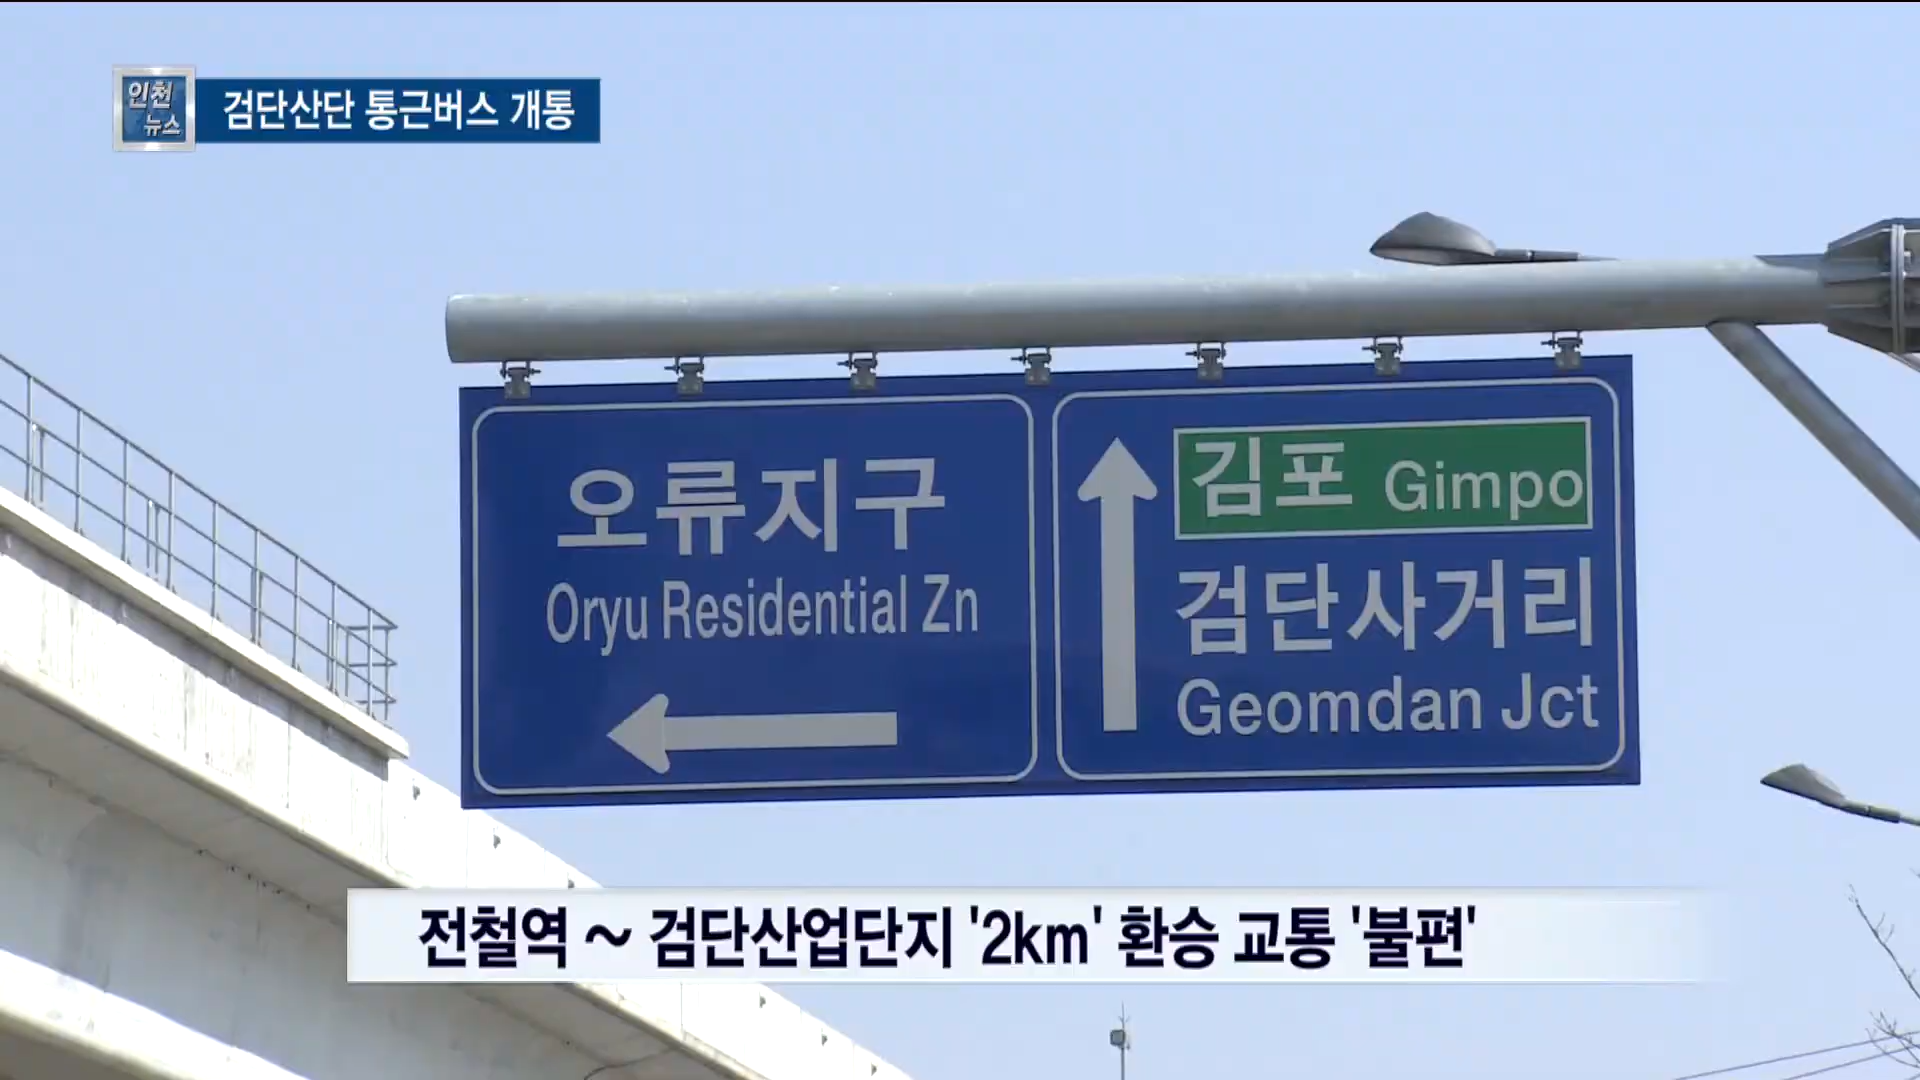 인천
뉴스
검단산단 통근버스 개통
오류지구
Oryu Residential Zn
김포 Gimpo
검단사거리
Geomdan Jct
전철역 ~ 검단산업단지 '2km' 환승 교통 '불편'